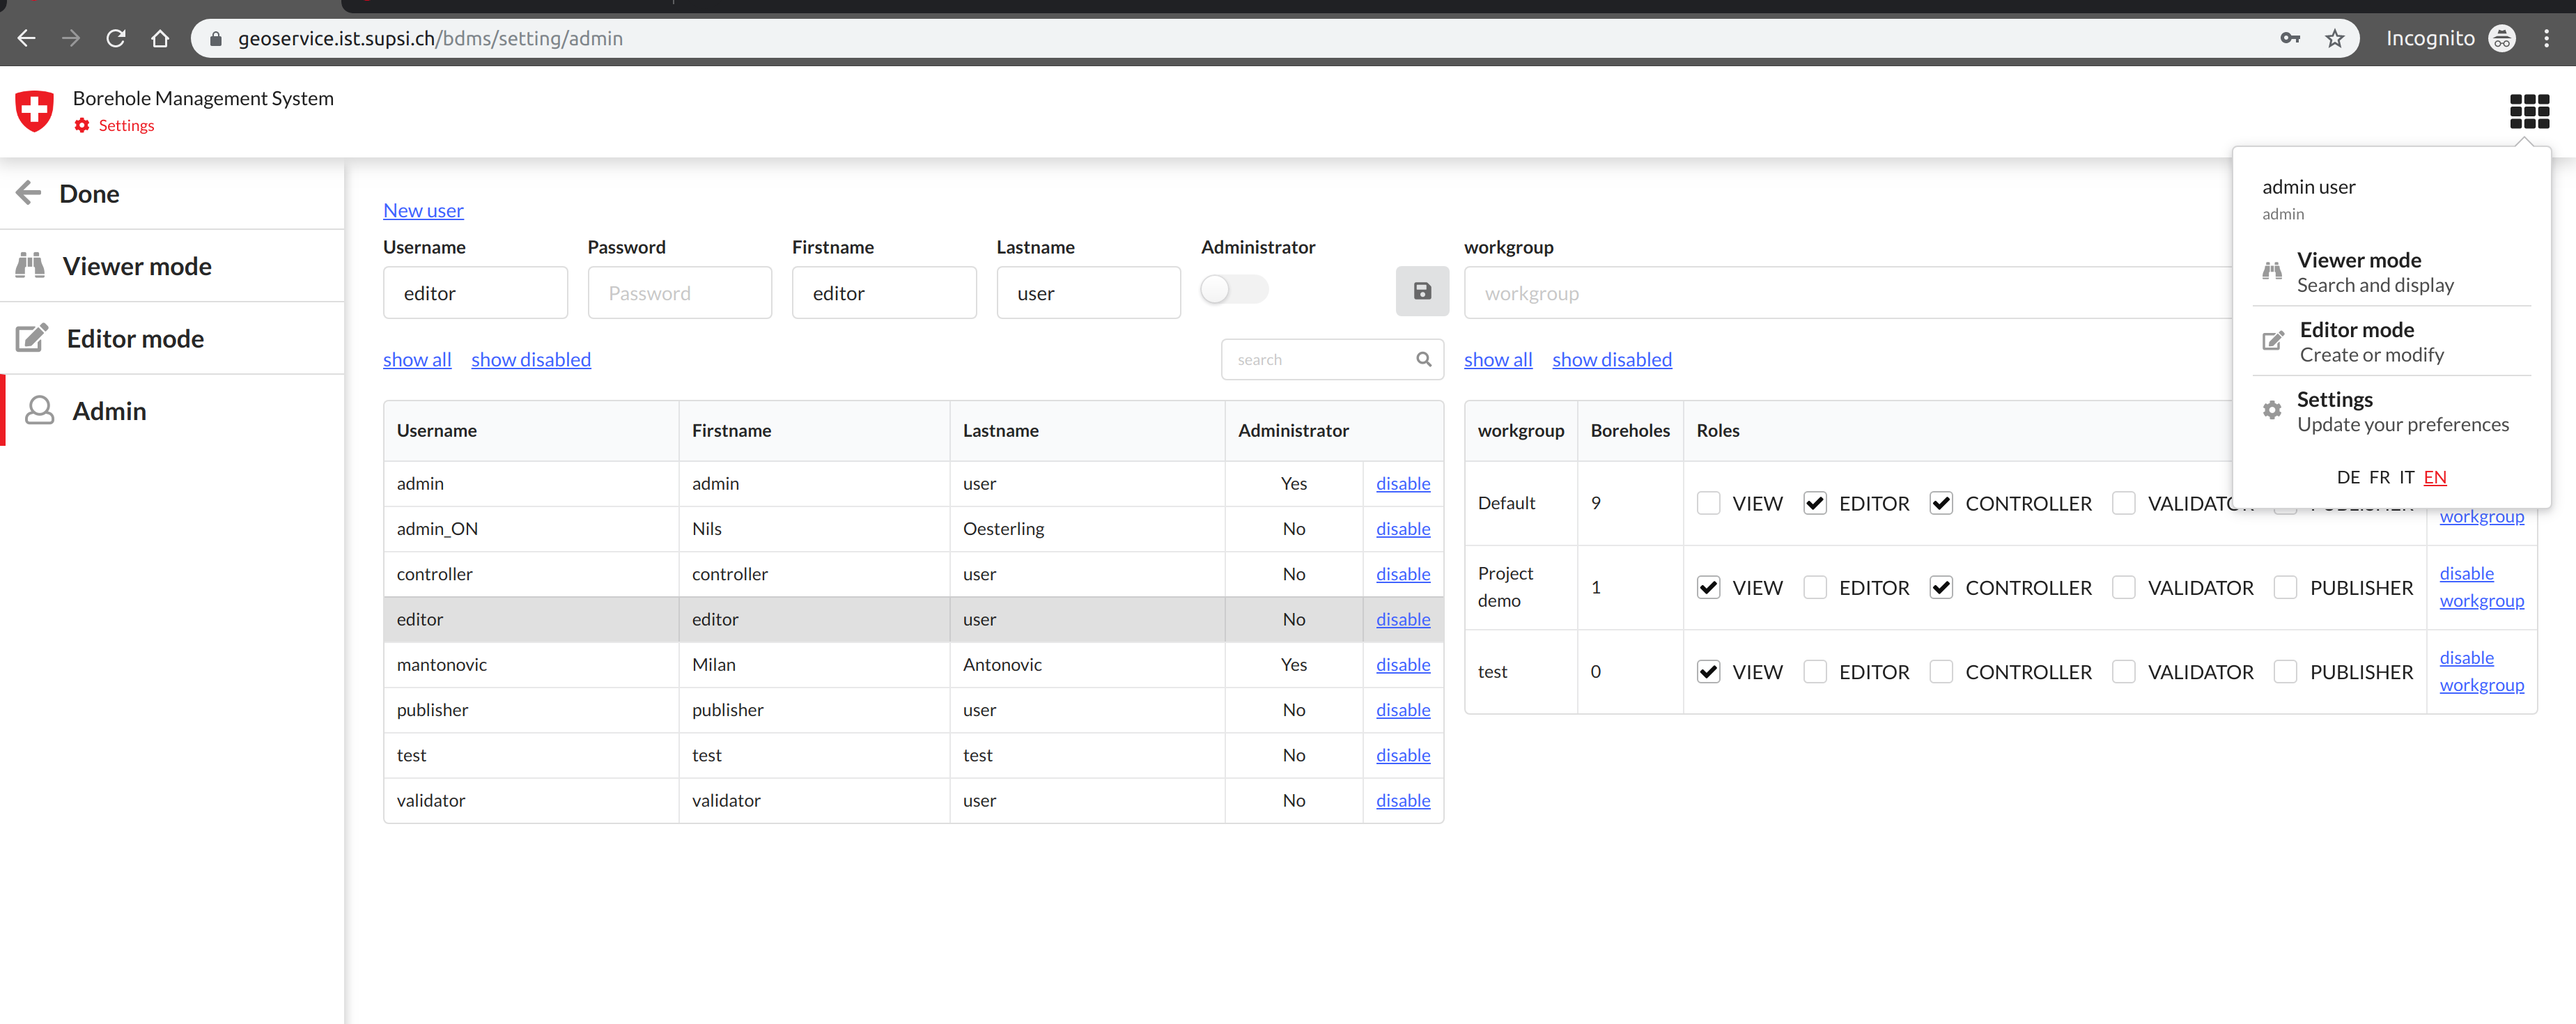 geoservice.ist.supsi.ch/bdms/setting/admin
Incognito
Borehole Management System
Settings
Done
Viewer mode
Editor mode
Admin
New user
Username Password Firstname Lastname Administrator
editor Password editor user
show all show disabled search
Username Firstname Lastname Administrator
admin admin user Yes disable
admin_ON Nils Oesterling No disable
controller controller user No disable
editor editor user No disable
mantonovic Milan Antonovic Yes disable
publisher publisher user No disable
test test test No disable
validator validator user No disable
workgroup
workgroup
show all show disabled
workgroup Boreholes Roles
Default 9 VIEW EDITOR CONTROLLER
workgroup
Project
demo
1 VIEW EDITOR CONTROLLER VALIDATOR PUBLISHER
disable
workgroup
test 0 VIEW EDITOR CONTROLLER VALIDATOR PUBLISHER
disable
workgroup
admin user
admin
Viewer mode
Search and display
Editor mode
Create or modify
Settings
Update your preferences
DE FR IT EN